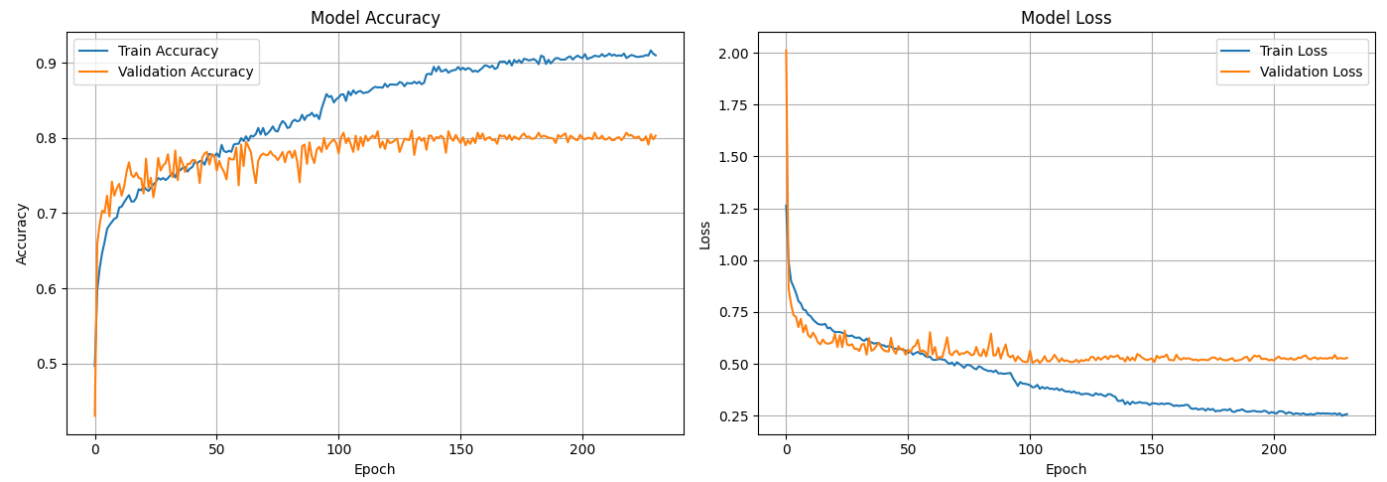 Model Accuracy
Train Accuracy
Validation Accuracy
Accuracy
0.9
0.8
0.7
0.6
0.5
0
50
100
150
200
Epoch
Model Loss
Train Loss
Validation Loss
Loss
2.00
1.75
1.50
1.25
1.00
0.75
0.50
0.25
0
50
100
150
200
Epoch